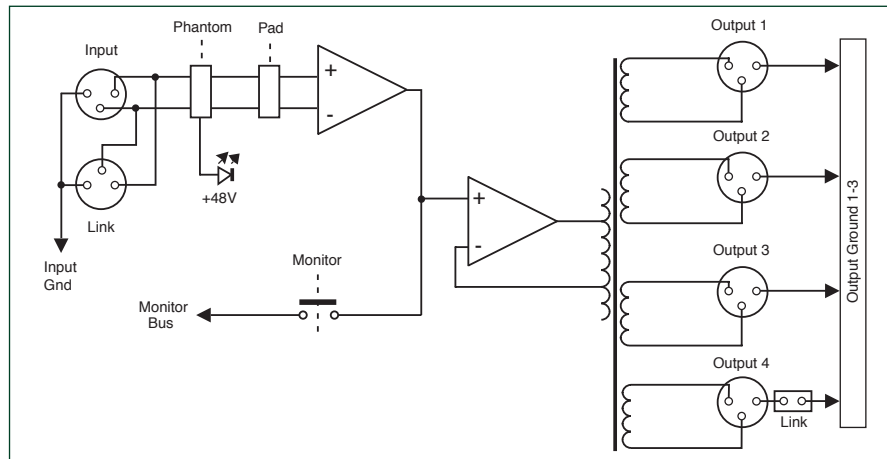 Phantom
Pad
Input
+
-
+48V
Link
Input
Gnd
Monitor
Monitor
Bus
+
-
Output 1
Output 2
Output 3
Output 4
Link
Output Ground 1-3